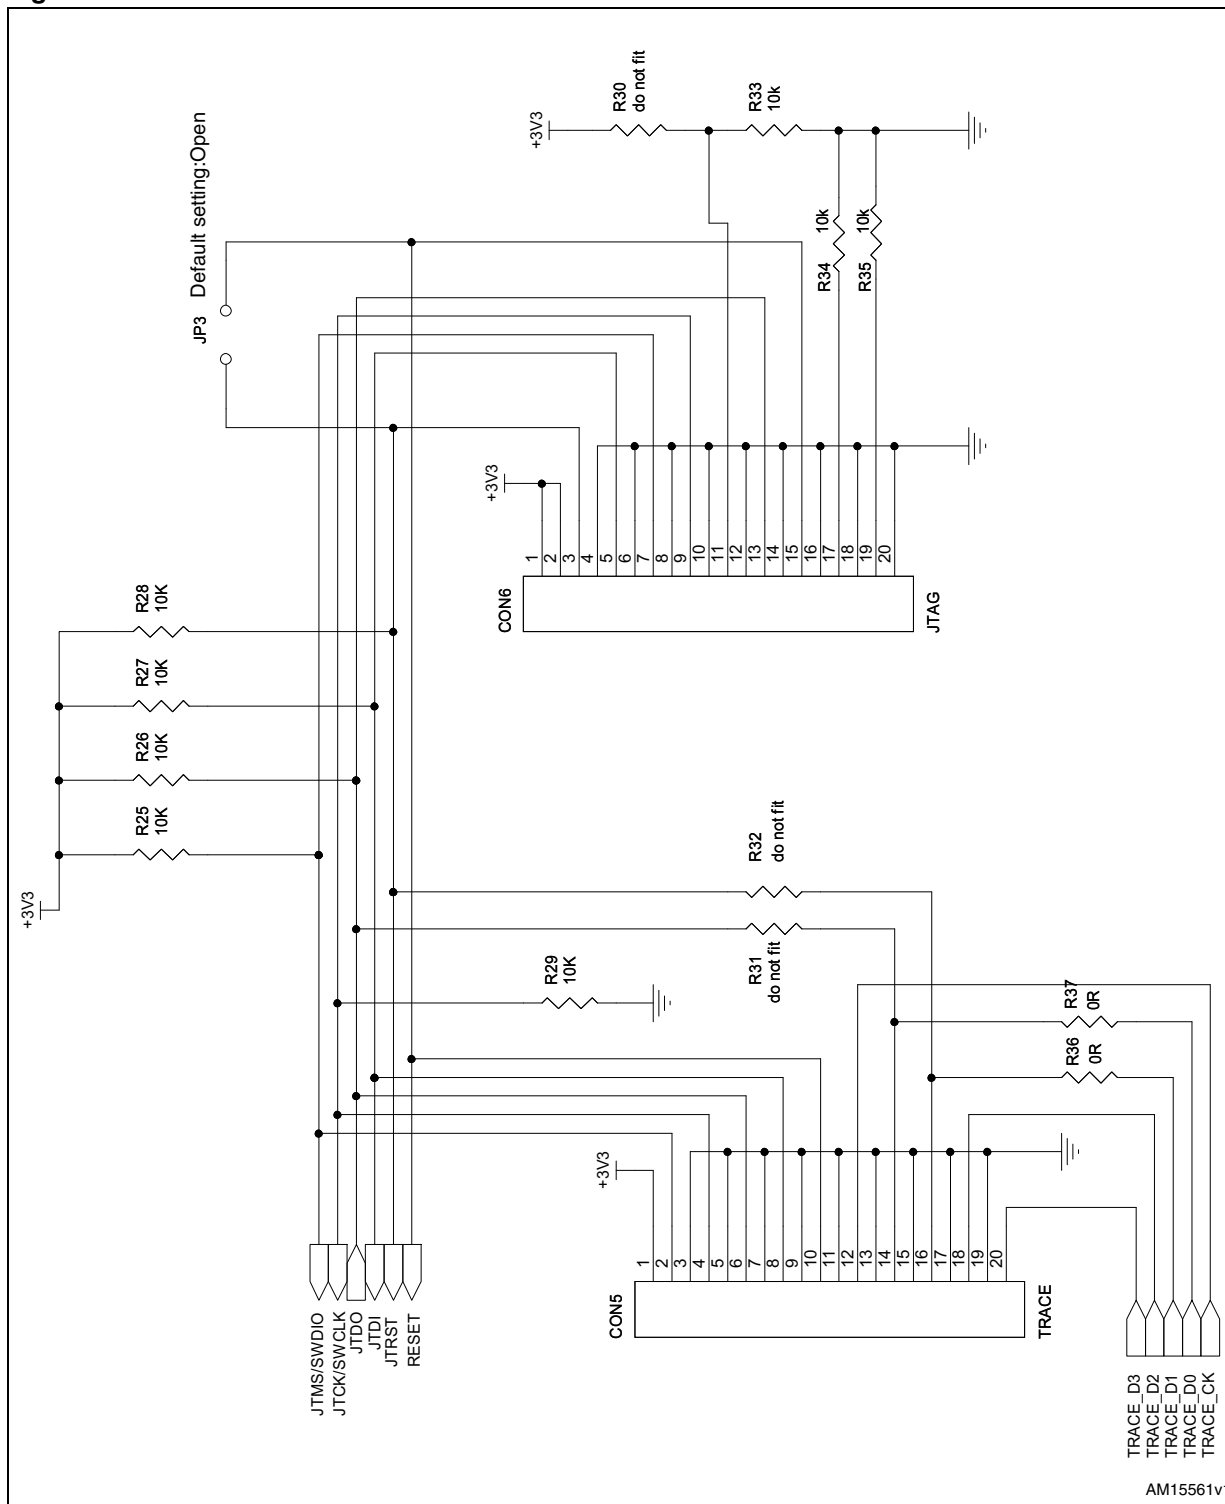 R30
do not fit
R33
10k
+3V3
Default setting:Open
JP3
R34
10k
R35
10k
+3V3
1
2
3
4
5
6
7
8
9
10
11
12
13
14
15
16
17
18
19
20
CON6
JTAG
R28
10K
R27
10K
R26
10K
R25
10K
+3V3
R32
do not fit
R31
do not fit
R29
10K
R37
0R
R36
0R
+3V3
1
2
3
4
5
6
7
8
9
10
11
12
13
14
15
16
17
18
19
20
CON5
TRACE
JTMS/SWDIO
JTCK/SWCLK
JTDO
JTDI
JTRST
RESET
TRACE_D3
TRACE_D2
TRACE_D1
TRACE_D0
TRACE_CK